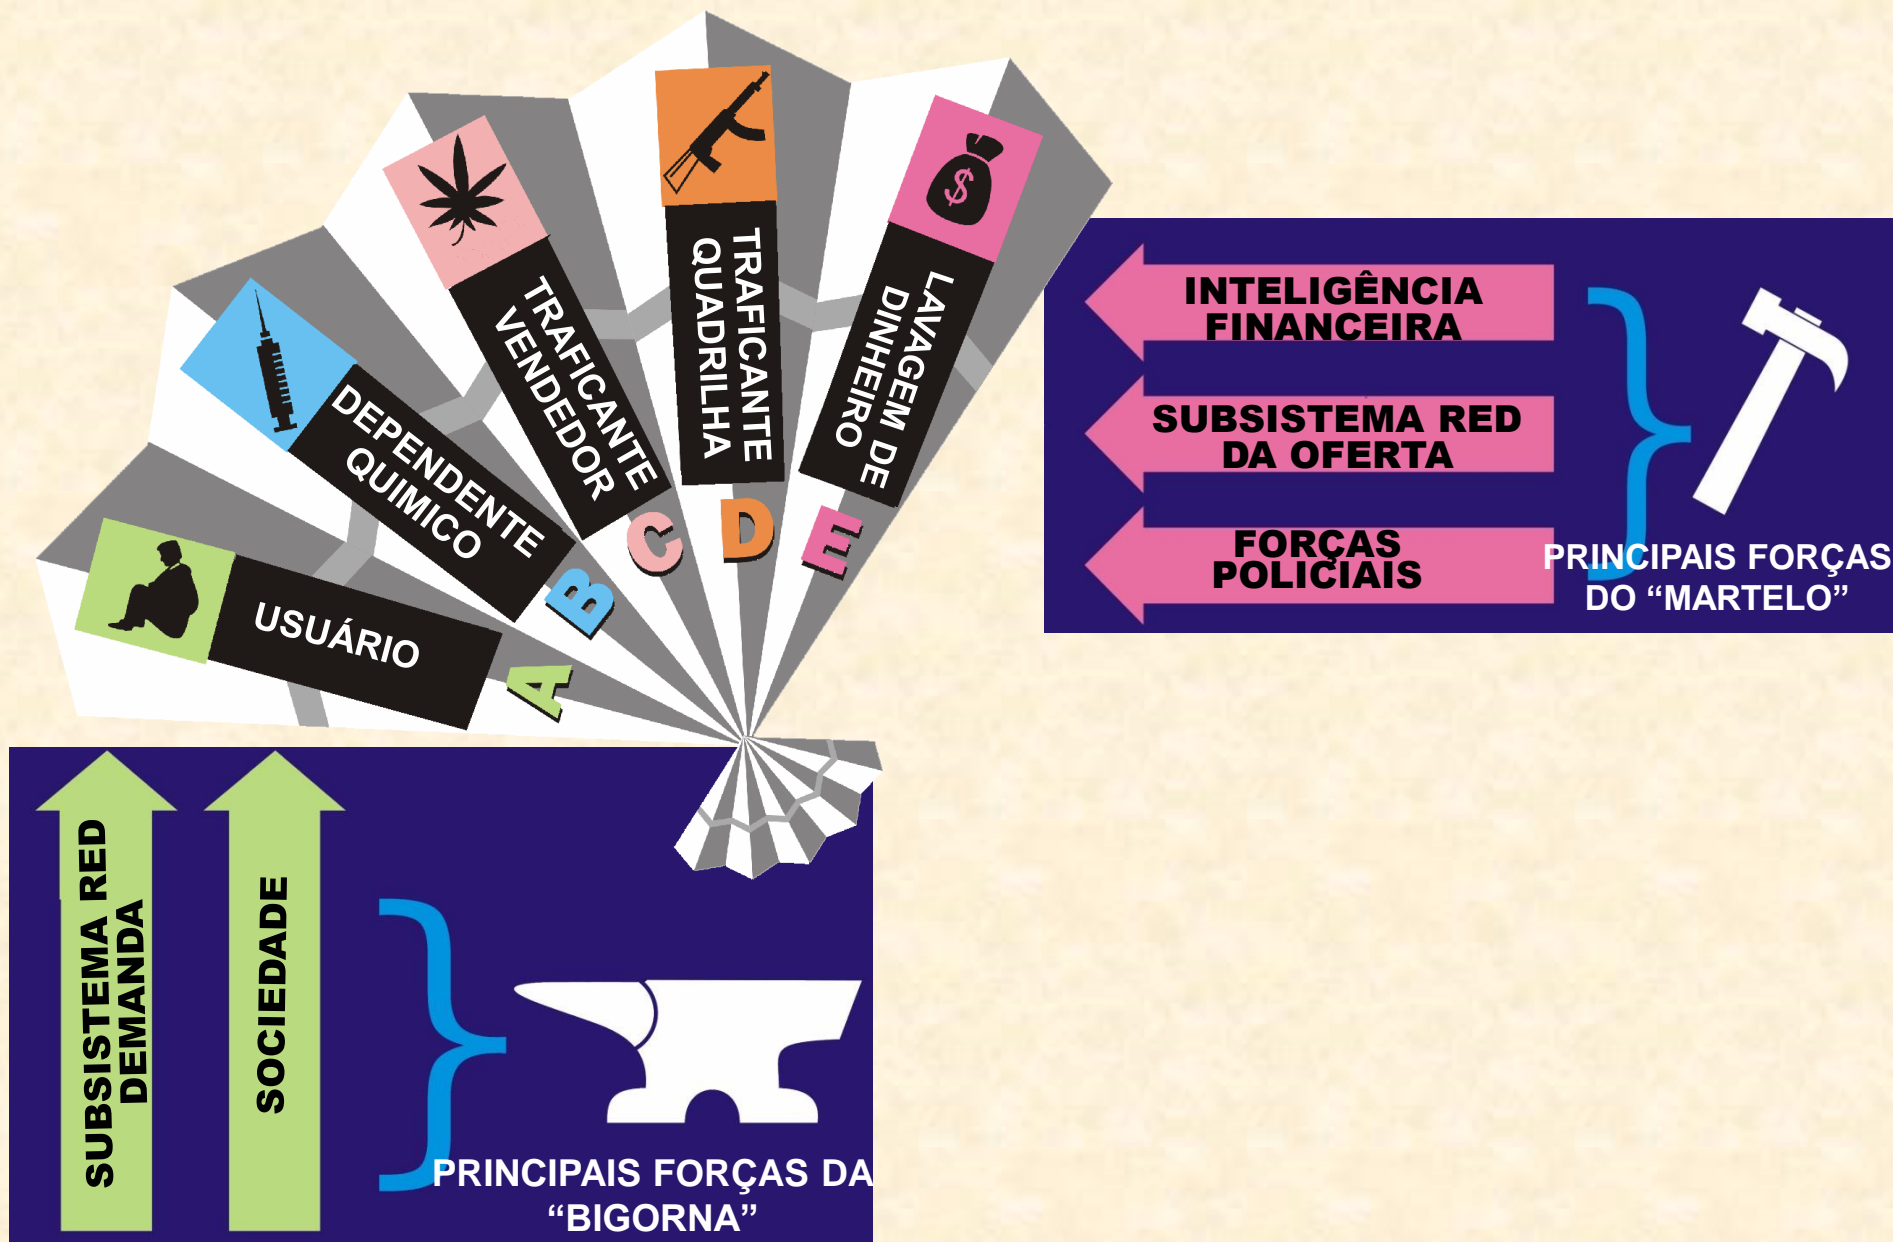 USUÁRIO
A
DEPENDENTE
QUIMICO
B
TRAFICANTE
VENDEDOR
C
TRAFICANTE
QUADRILHA
D
LAVAGEM DE
DINHEIRO
E
$
INTELIGÊNCIA
FINANCEIRA
SUBSISTEMA RED
DA OFERTA
FORÇAS
POLICIAIS
PRINCIPAIS FORÇAS
DO “MARTELO”
SUBSISTEMA RED
DEMANDA
SOCIEDADE
PRINCIPAIS FORÇAS DA
“BIGORNA”